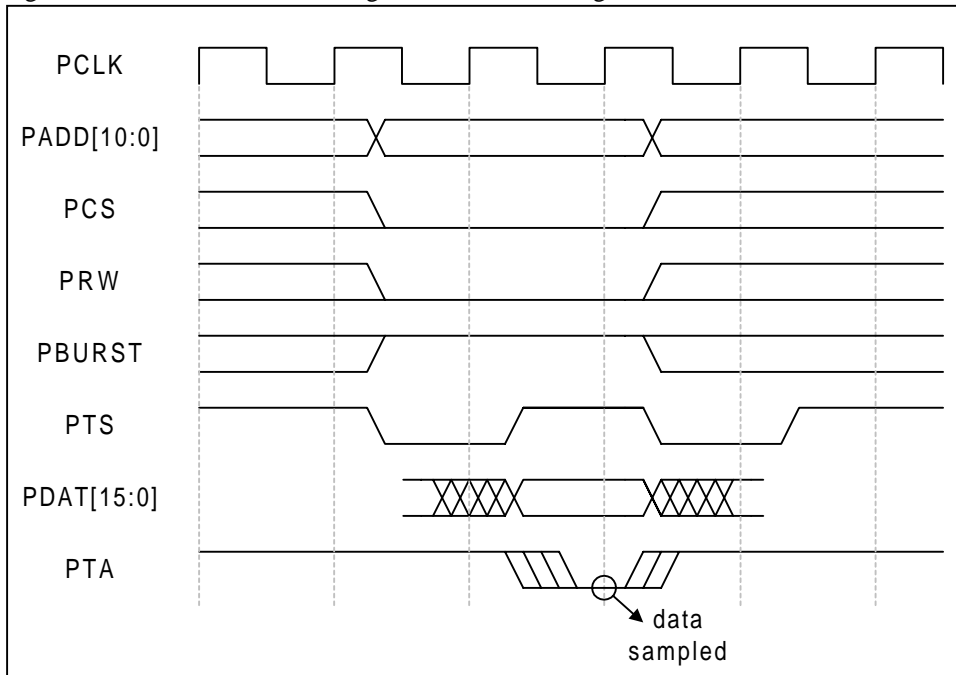 PCLK
PADD[10:0]
PCS
PRW
PBURST
PTS
PDAT[15:0]
PTA
data
sampled